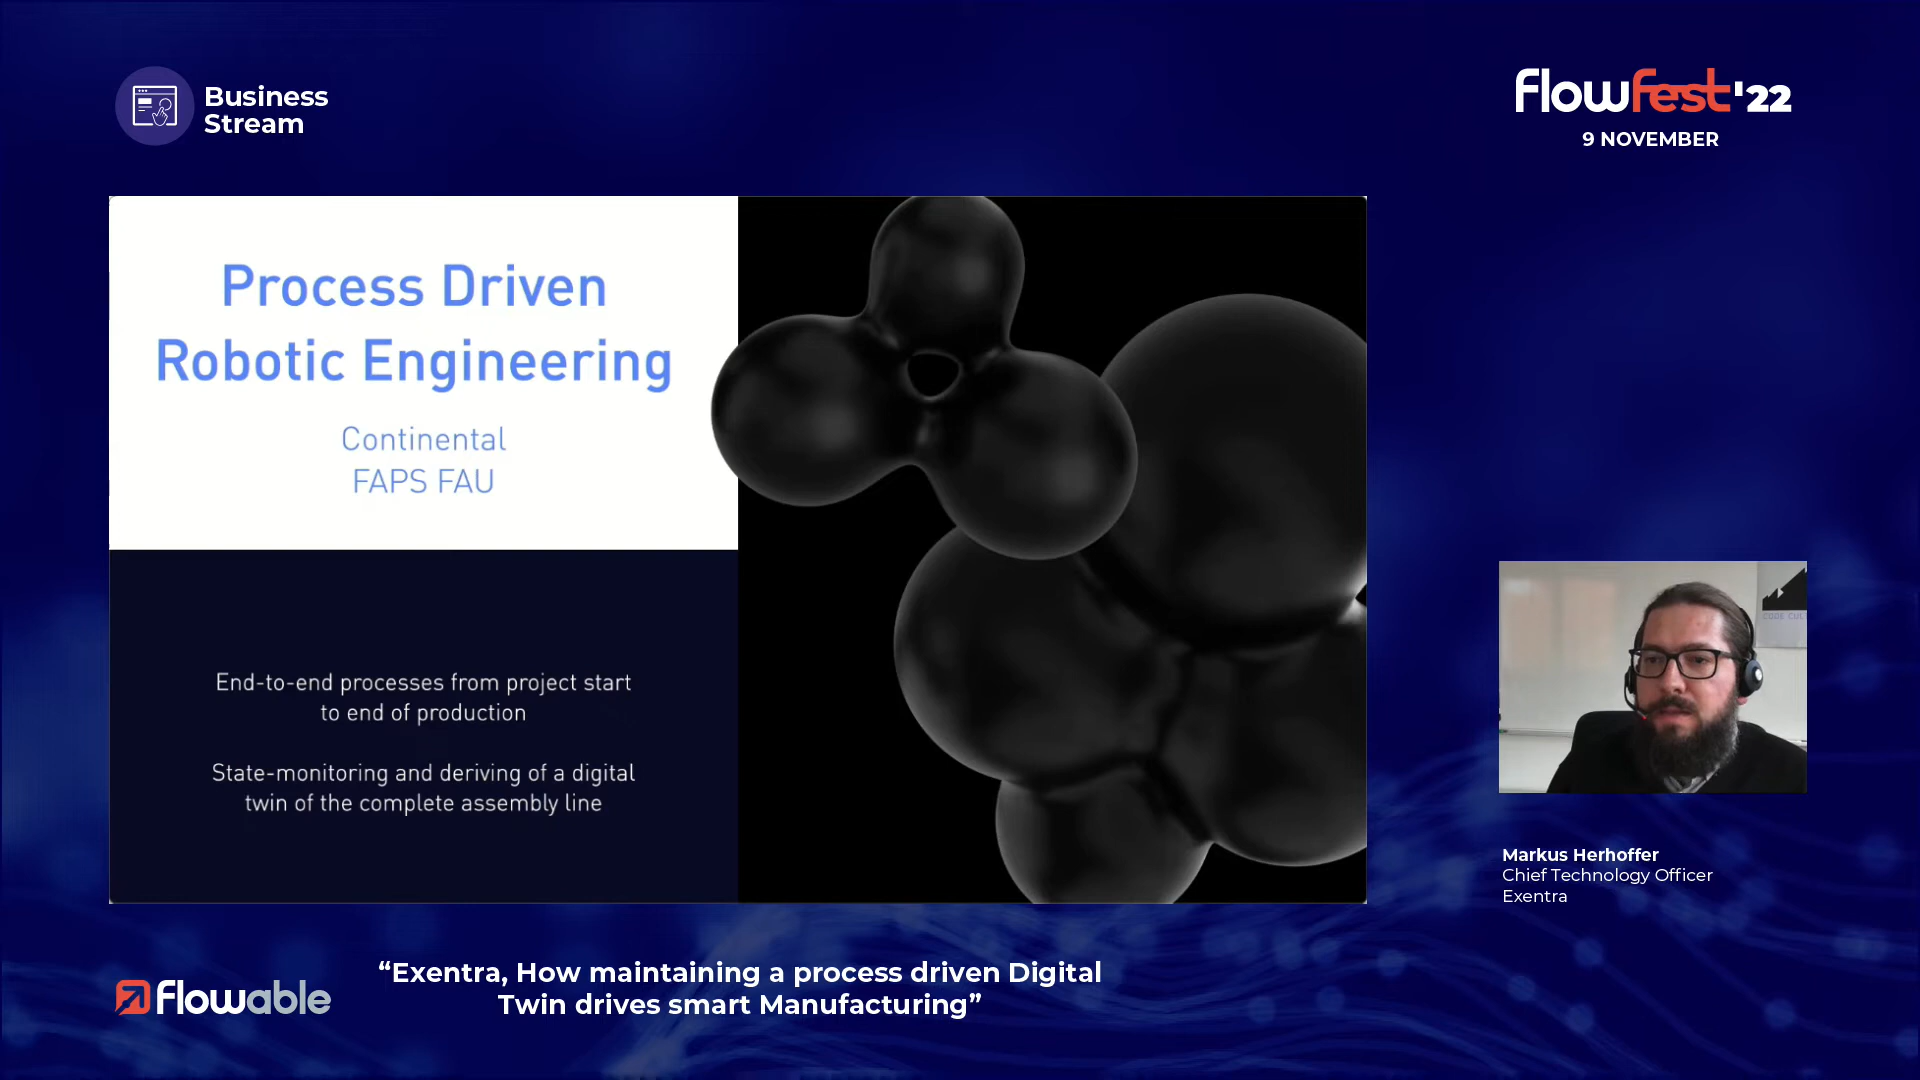 Business
Stream
flowfest'22
9 NOVEMBER
Process Driven
Robotic Engineering
Continental
FAPS FAU
End-to-end processes from project start
to end of production
State-monitoring and deriving of a digital
twin of the complete assembly line
Markus Herhoffer
Chief Technology Officer
Exentra
flowable
“Exentra, How maintaining a process driven Digital
Twin drives smart Manufacturing”